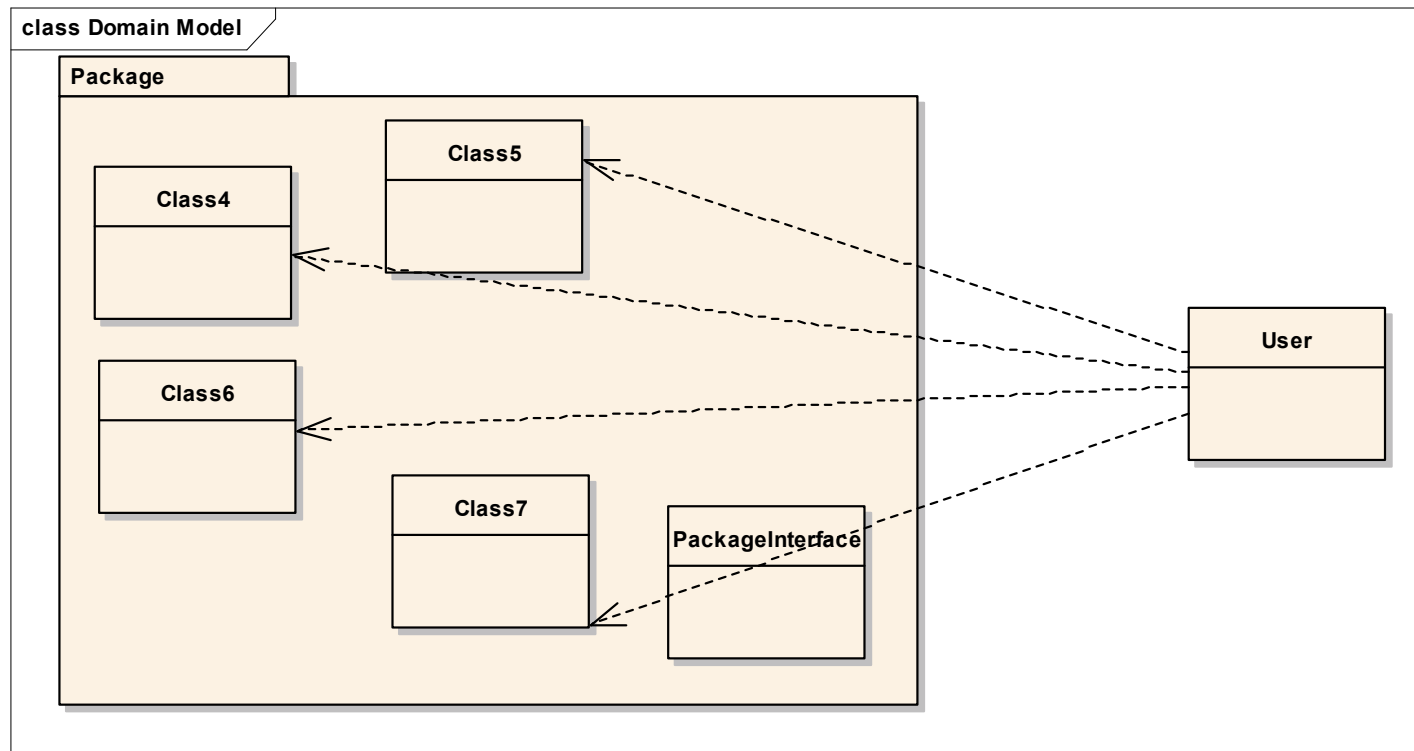 class Domain Model
Package
Class5
Class4
User
Class6
Class7
PackageInterface